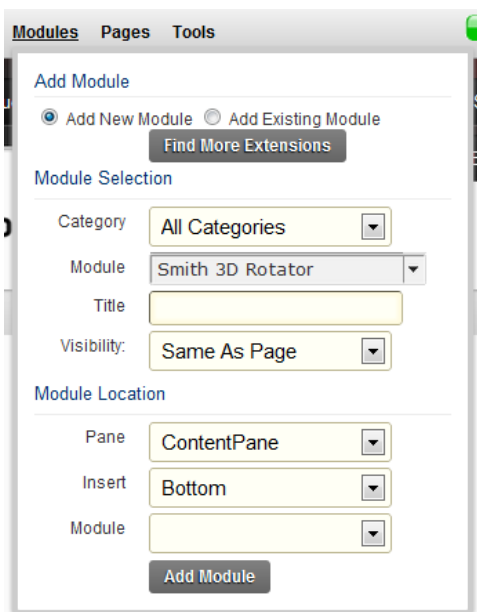 Modules Pages Tools
Add Module
Add New Module Add Existing Module
Find More Extensions
Module Selection
Category All Categories
Module Smith 3D Rotator
Title
Visibility: Same As Page
Module Location
Pane ContentPane
Insert Bottom
Module
Add Module